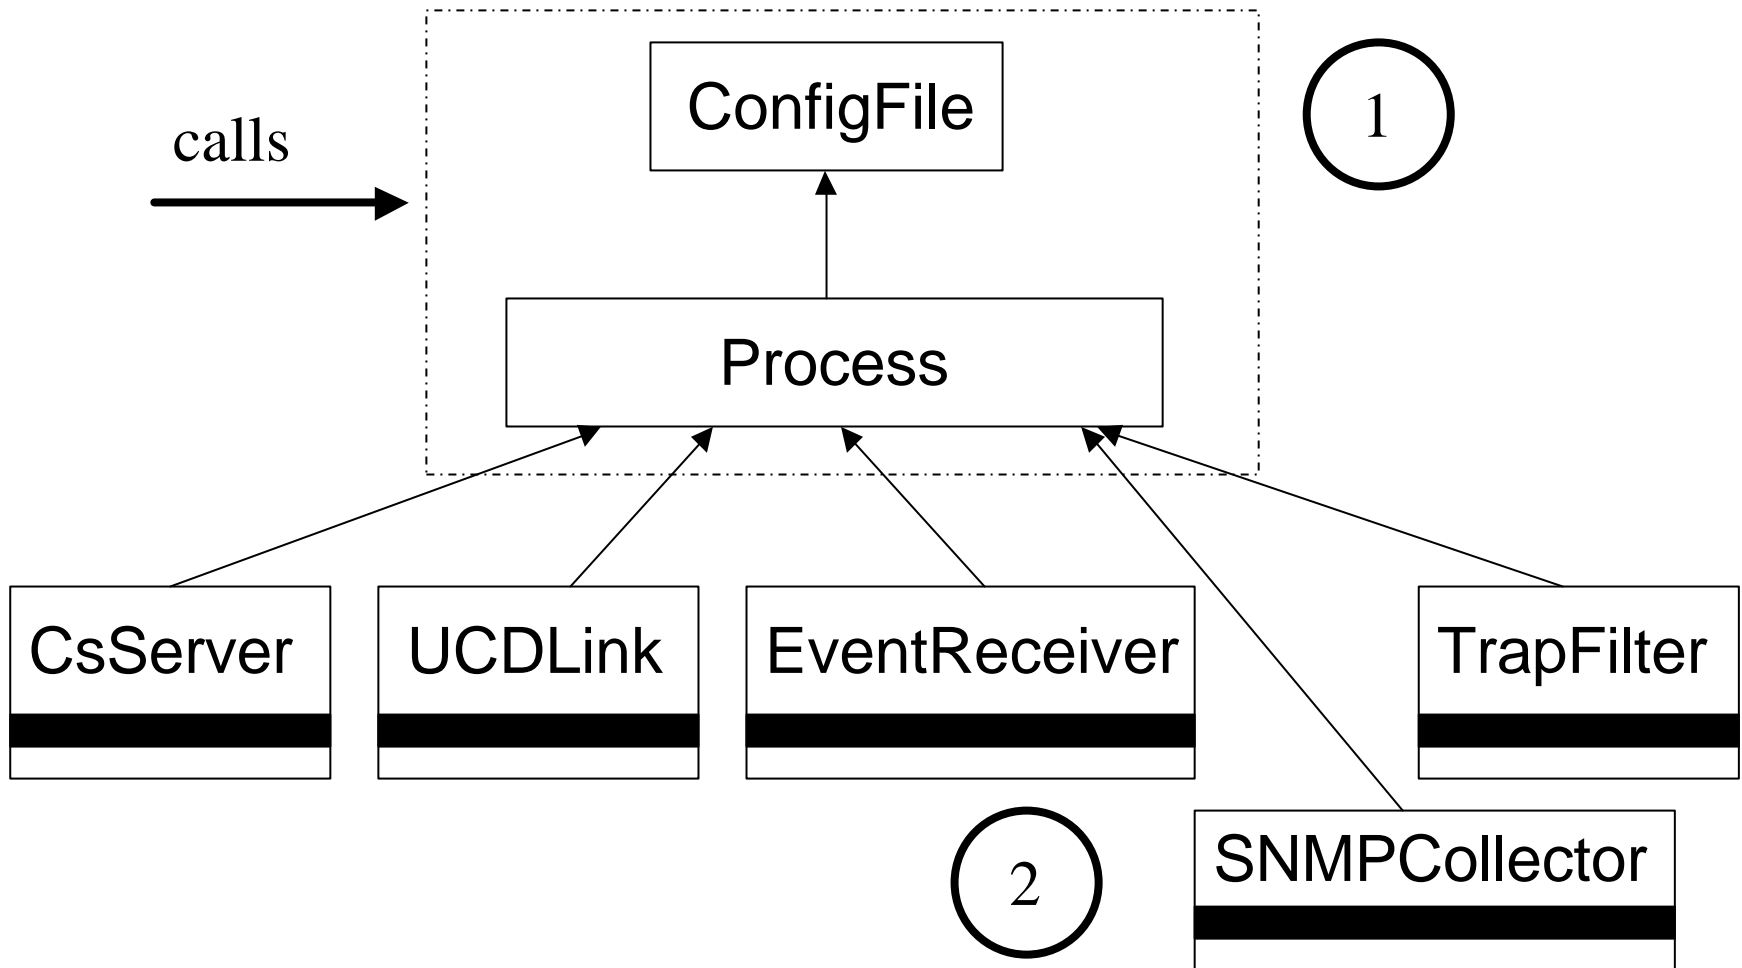 ConfigFile
1
calls
Process
CsServer
UCDLink
EventReceiver
TrapFilter
2
SNMPCollector